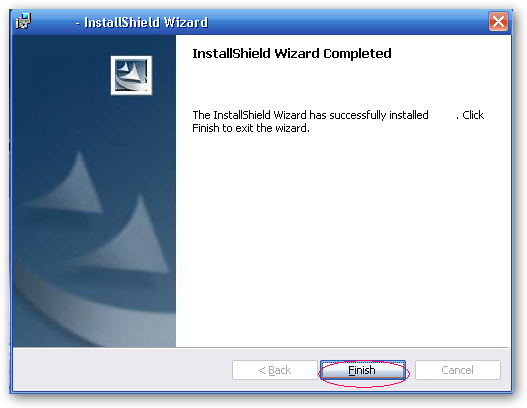 - InstallShield Wizard
InstallShield Wizard Completed
The InstallShield Wizard has successfully installed . Click
Finish to exit the wizard.
< Back
Finish
Cancel